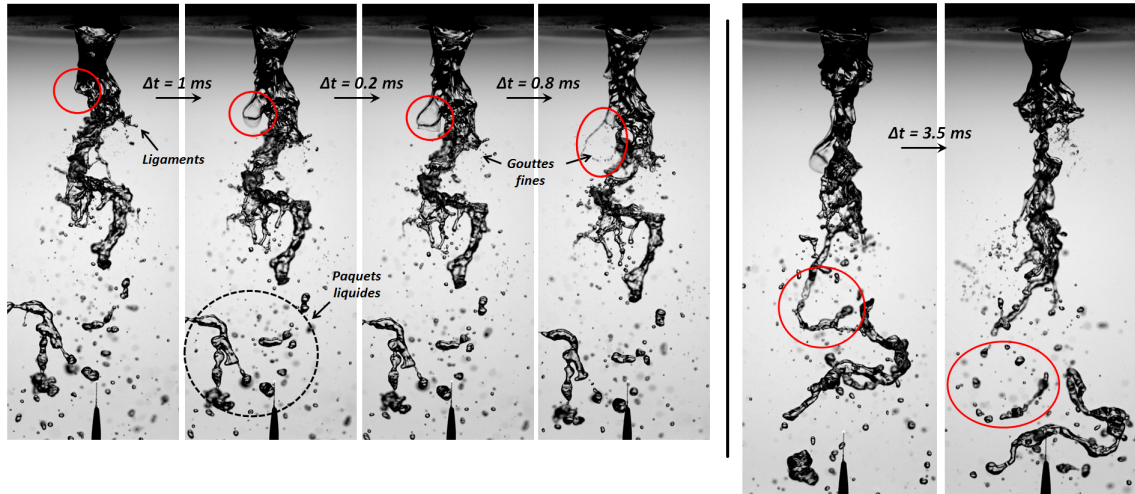 Δt = 1 ms
Δt = 0.2 ms
Δt = 0.8 ms
Ligaments
Gouttes
fines
Paquets
liquides
Δt = 3.5 ms